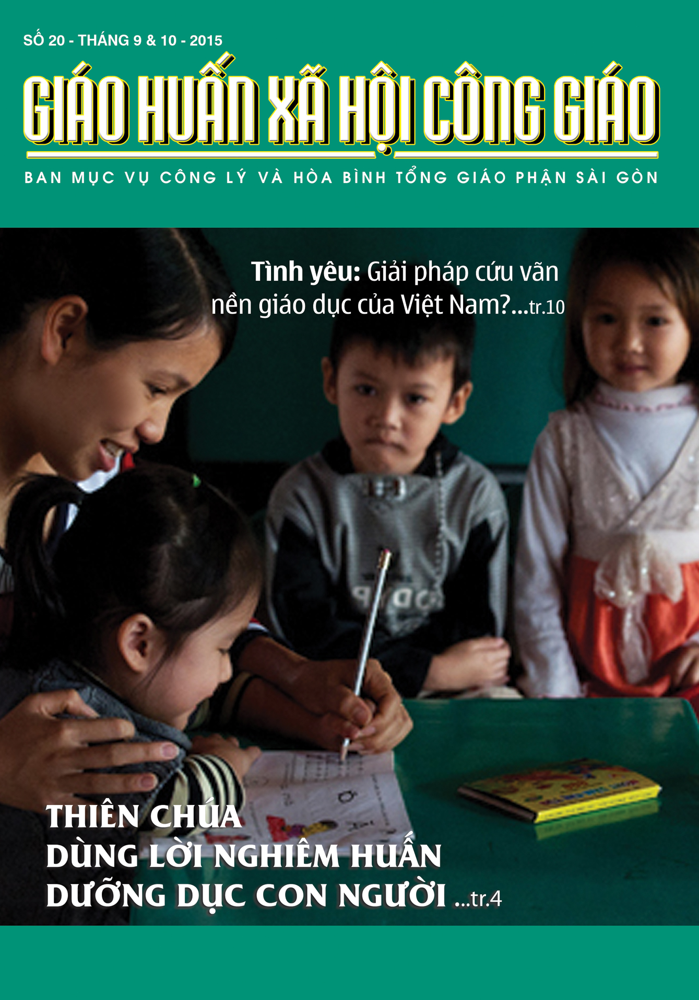 SỐ 20 - THÁNG 9 & 10 - 2015
GIÁO HUẤN XÃ HỘI CÔNG GIÁO
BAN MỤC VỤ CÔNG LÝ VÀ HÒA BÌNH TỔNG GIÁO PHẬN SÀI GÒN
Tình yêu: Giải pháp cứu vãn
nền giáo dục của Việt Nam?...tr.10
THIÊN CHÚA
DÙNG LỜI NGHIÊM HUẤN
DƯỠNG DỤC CON NGƯỜI ...tr.4